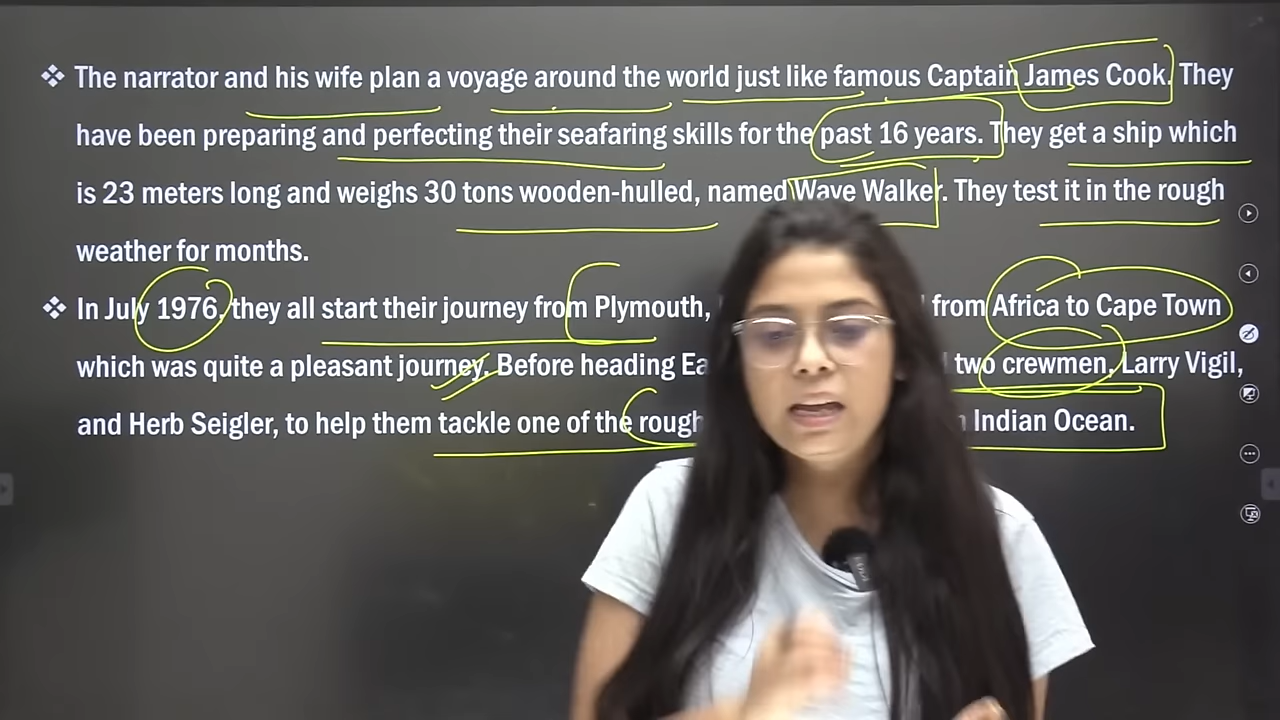 ❖ The narrator and his wife plan a voyage around the world just like famous Captain James Cook. They
have been preparing and perfecting their seafaring skills for the past 16 years. They get a ship which
is 23 meters long and weighs 30 tons wooden-hulled, named Wave Walker. They test it in the rough
weather for months.
❖ In July 1976, they all start their journey from Plymouth, from Africa to Cape Town
which was quite a pleasant journey. Before heading two crewmen, Larry Vigil,
and Herb Seigler, to help them tackle one of the Indian Ocean.